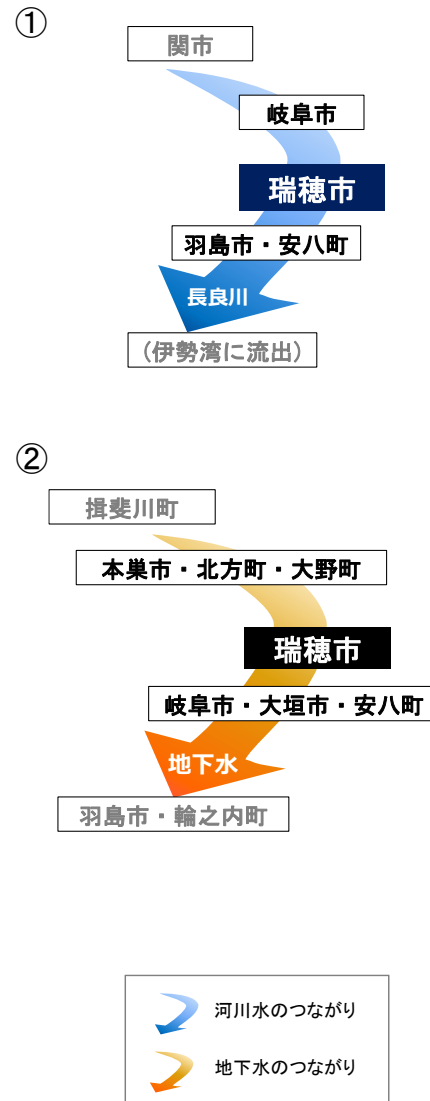 ①
関市
岐阜市
瑞穂市
羽島市・安八町
長良川
(伊勢湾に流出)
②
揖斐川町
本巣市・北方町・大野町
瑞穂市
岐阜市・大垣市・安八町
地下水
羽島市・輪之内町
河川水のつながり
地下水のつながり